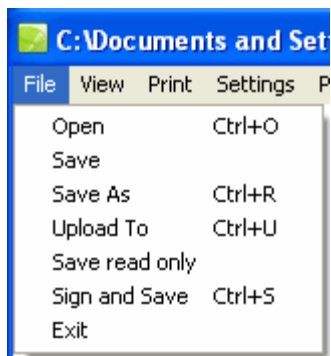 C:\Documents and Set
File View Print Settings P
Open Ctrl+O
Save
Save As Ctrl+R
Upload To Ctrl+U
Save read only
Sign and Save Ctrl+S
Exit